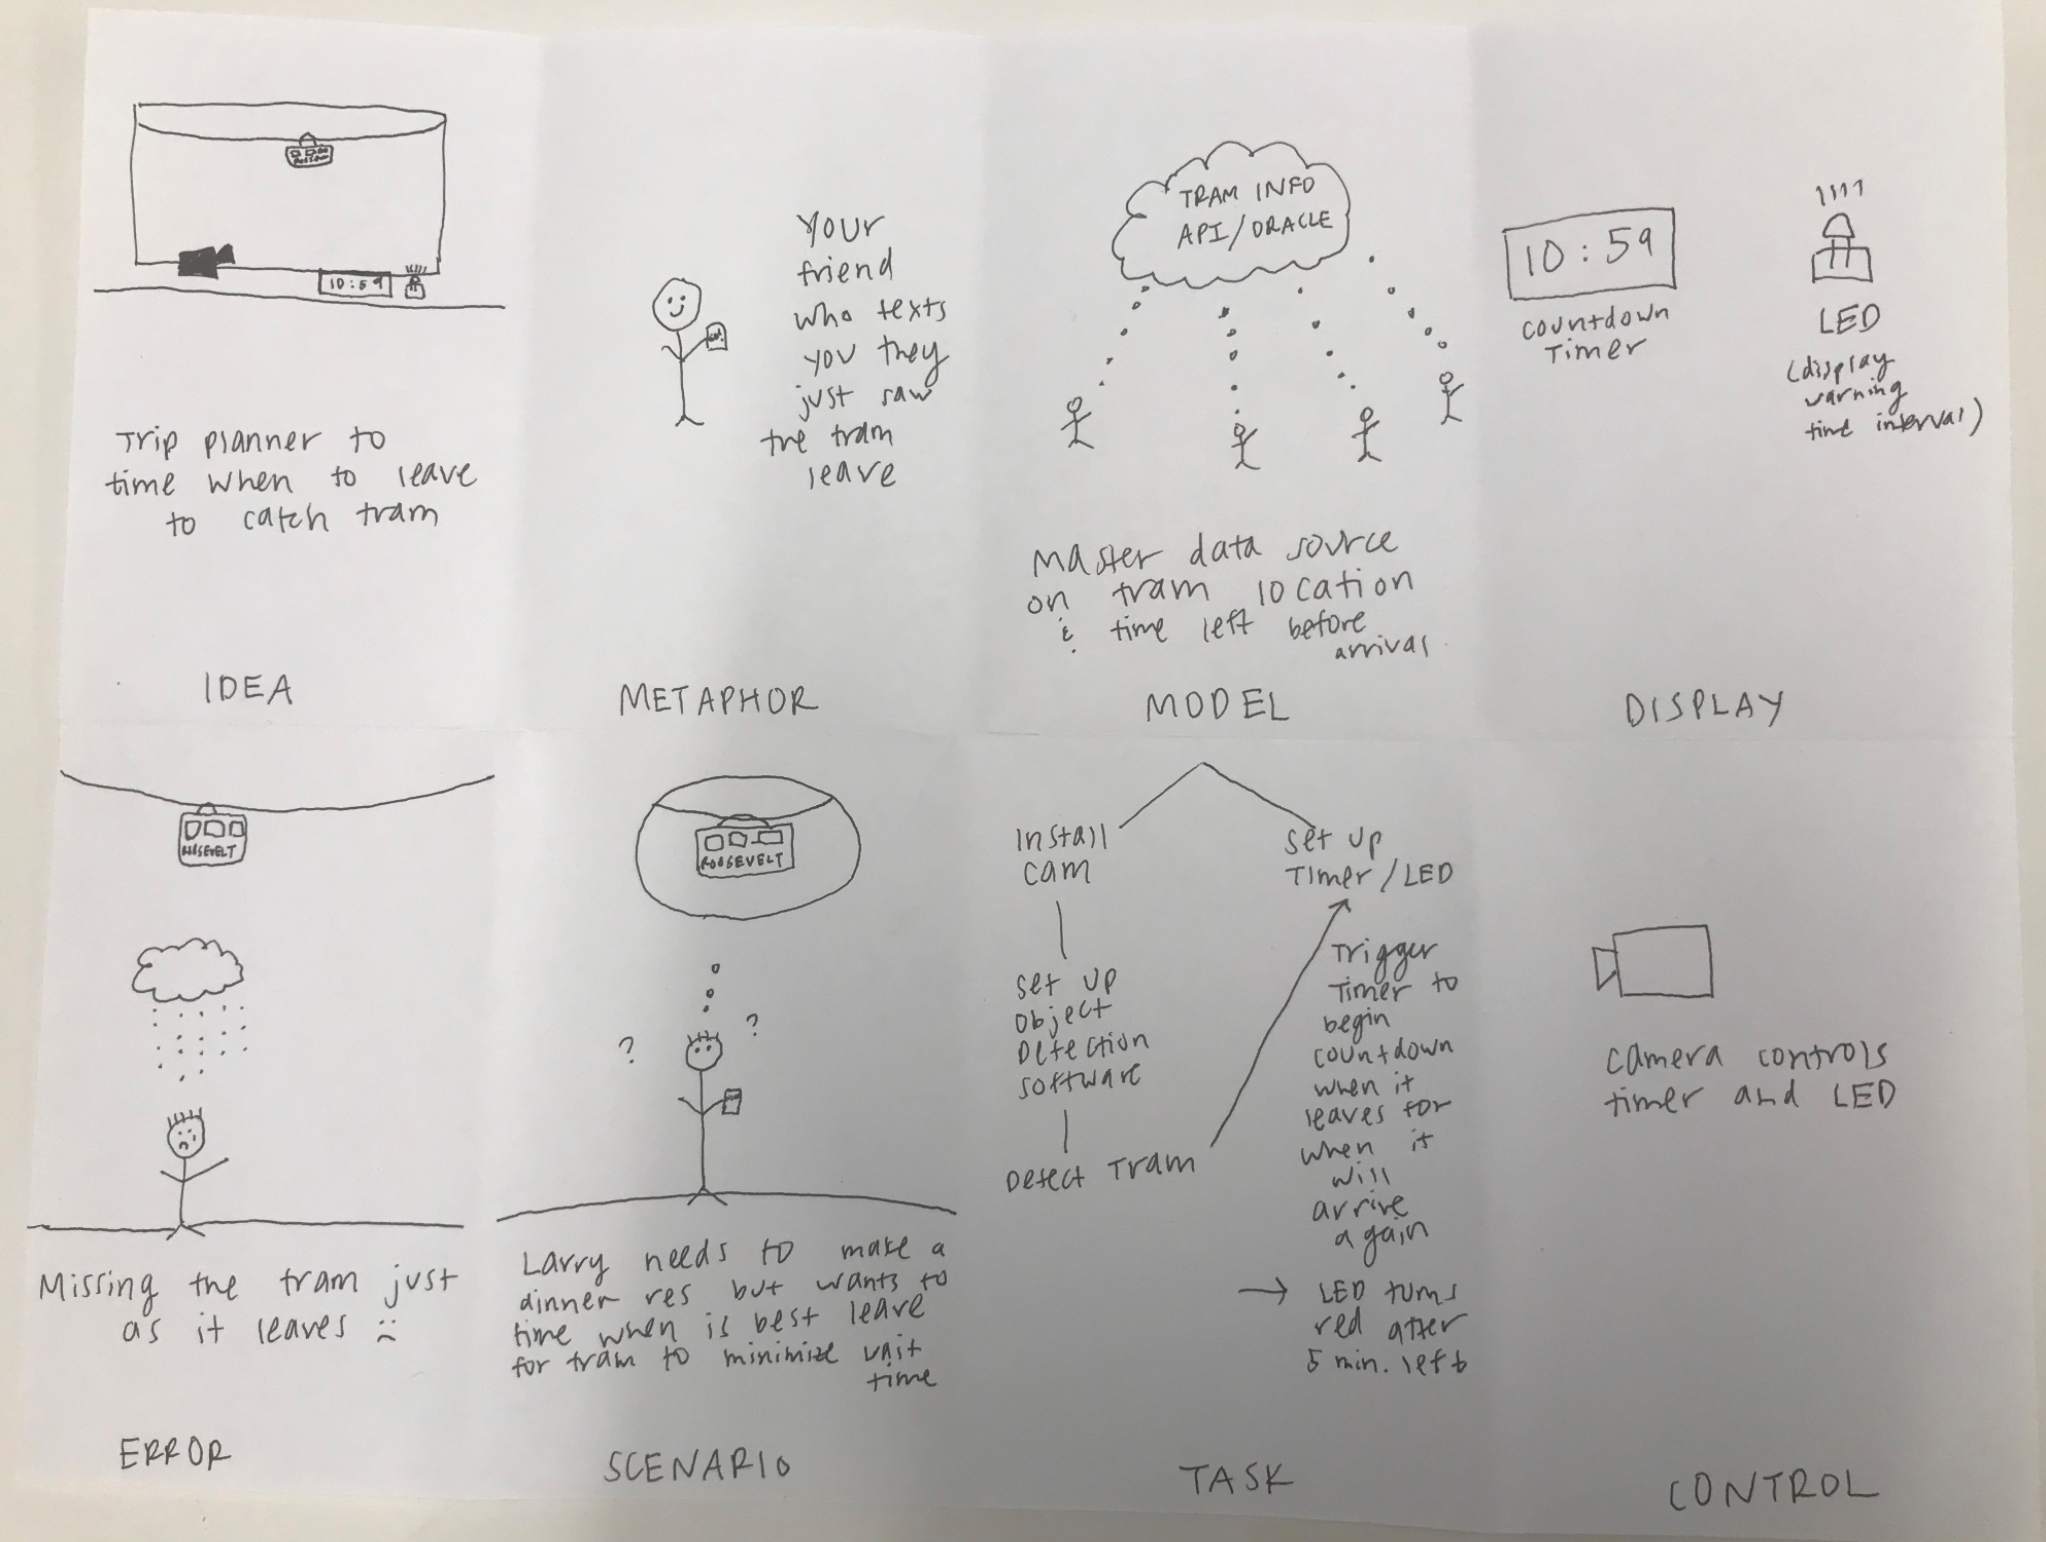 10:59
Trip planner to
time when to leave
to catch tram
IDEA
Your
friend
who texts
you they
just saw
the tram
leave
METAPHOR
TRAM INFO
API/ORACLE
Master data source
on tram location
& time left before
arrival
MODEL
10:59
countdown
Timer
LED
(display
warning
time interval)
DISPLAY
ROOSEVELT
Missing the tram just
as it leaves :(
ERROR
ROOSEVELT
?
?
Larry needs to make a
dinner res but wants to
time when is best leave
for tram to minimize wait
time
SCENARIO
Install
cam
Set up
Object
Detection
software
Detect Tram
Set up
Timer/LED
Trigger
Timer to
begin
countdown
when it
leaves for
when it
will
arrive
again
→ LED turns
red after
5 min. left
TASK
Camera controls
timer and LED
CONTROL